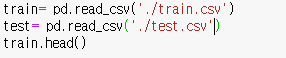 train= pd.read_csv('./train.csv')
test= pd.read_csv('./test.csv')
train.head()